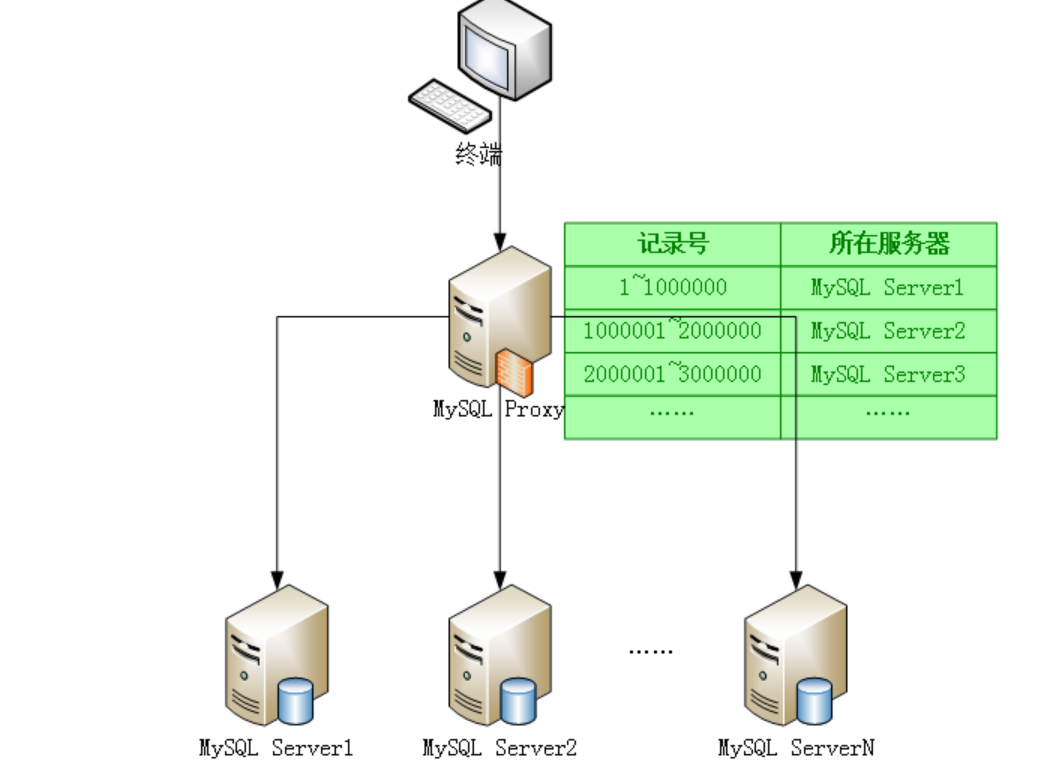 终端
记录号 所在服务器
1~1000000 MySQL Server1
1000001~2000000 MySQL Server2
2000001~3000000 MySQL Server3
…… ……
MySQL Proxy
……
MySQL Server1 MySQL Server2 MySQL ServerN